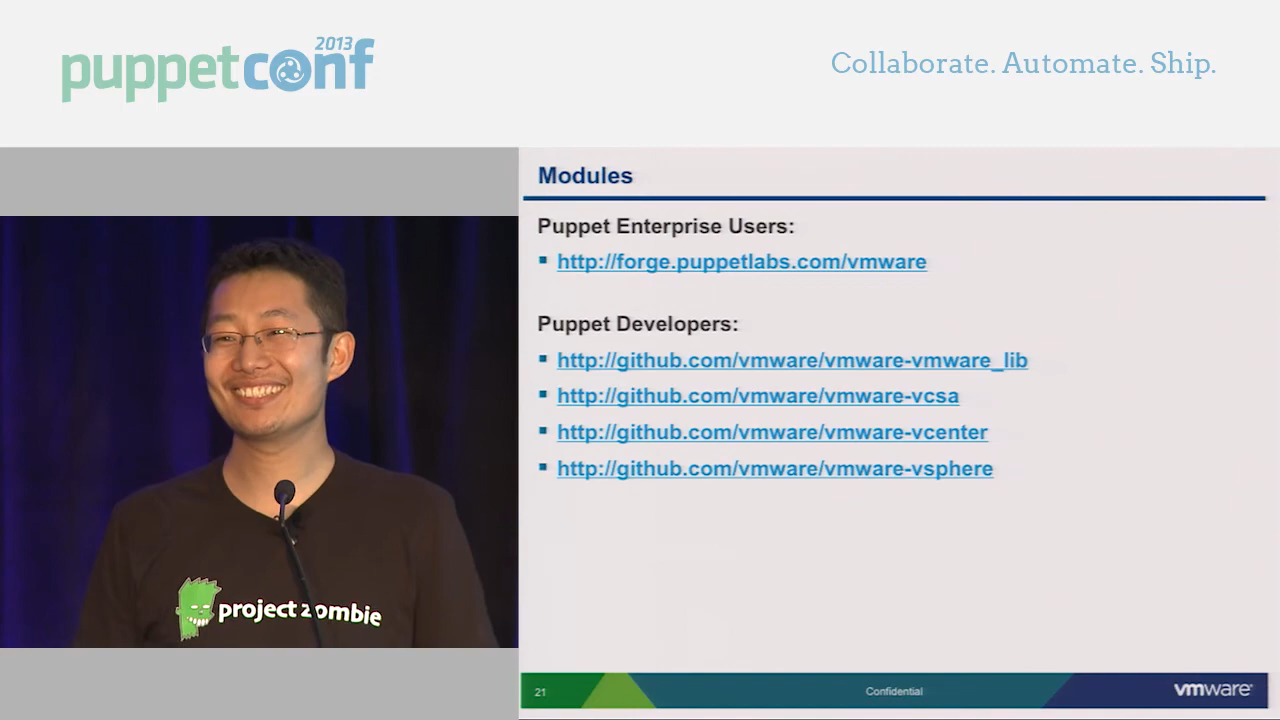 puppetconf 2013
Collaborate. Automate. Ship.
Modules
Puppet Enterprise Users:
http://forge.puppetlabs.com/vmware
Puppet Developers:
http://github.com/vmware/vmware-vmware_lib
http://github.com/vmware/vmware-vcsa
http://github.com/vmware/vmware-vcenter
http://github.com/vmware/vmware-vsphere
project zombie
21
Confidential
vmware®